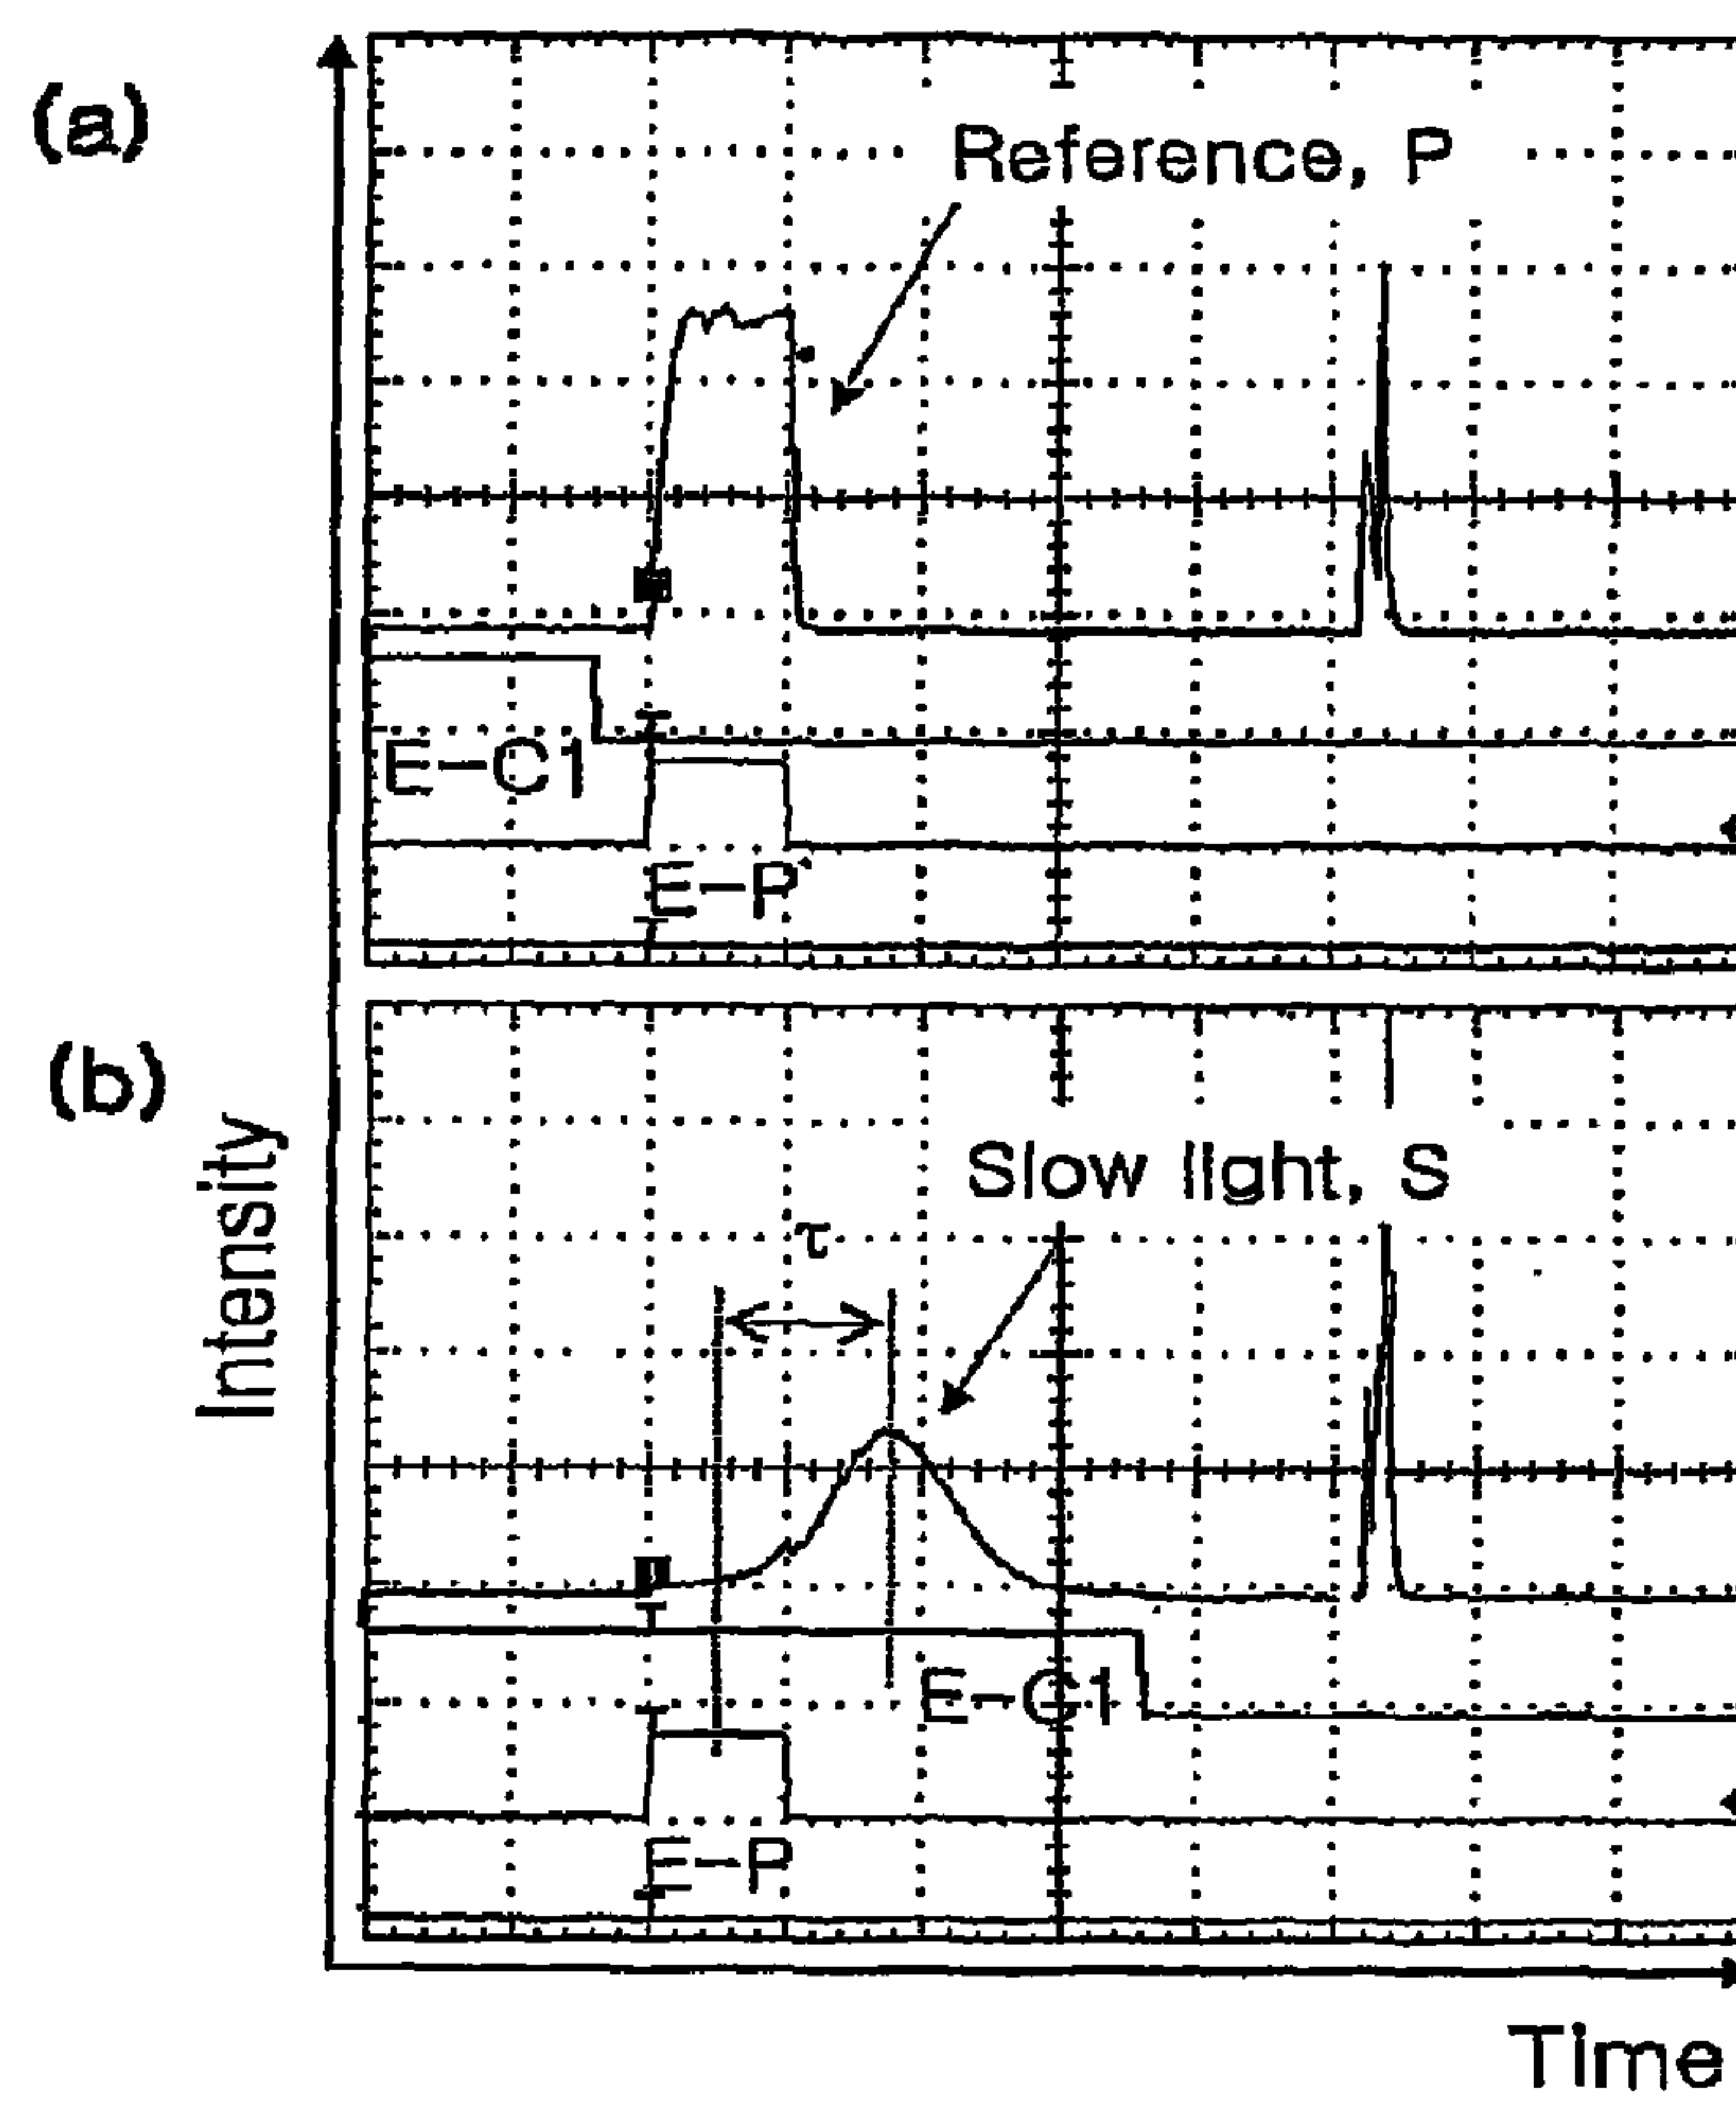 (a)
Reference, P
E-C1
E-P
(b)
Intensity
Slow light, S
τ
E-C1
E-P
Time